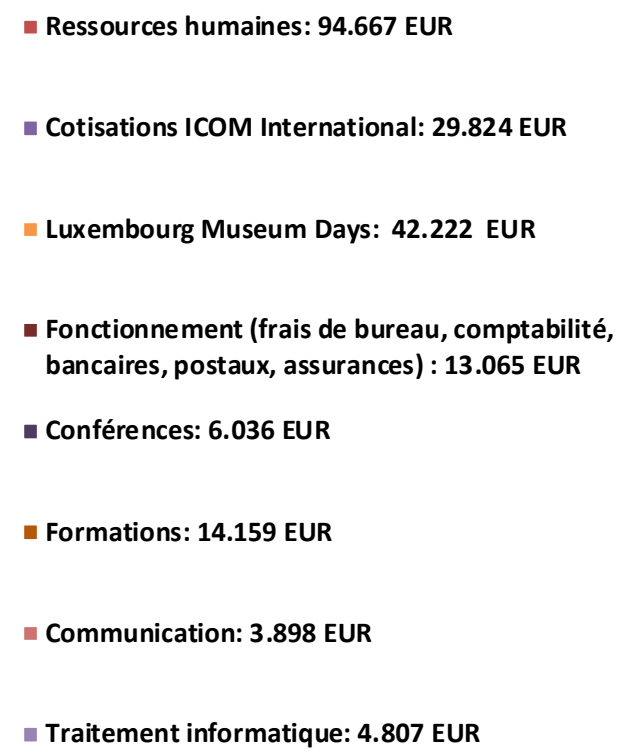 Ressources humaines: 94.667 EUR
Cotisations ICOM International: 29.824 EUR
Luxembourg Museum Days: 42.222 EUR
Fonctionnement (frais de bureau, comptabilité,
bancaires, postaux, assurances) : 13.065 EUR
Conférences: 6.036 EUR
Formations: 14.159 EUR
Communication: 3.898 EUR
Traitement informatique: 4.807 EUR